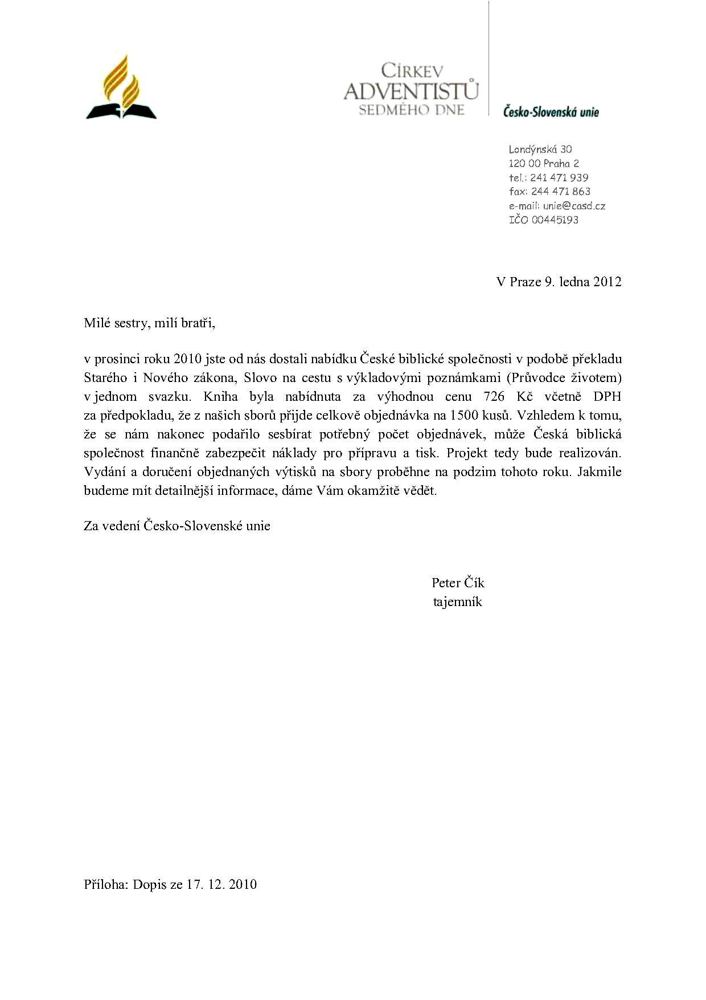 CÍRKEV
ADVENTISTŮ
SEDMÉHO DNE
Česko-Slovenská unie
Londýnská 30
120 00 Praha 2
tel.: 241 471 939
fax: 244 471 863
e-mail: unie@casd.cz
IČO 00445193
V Praze 9. ledna 2012
Milé sestry, milí bratři,
v prosinci roku 2010 jste od nás dostali nabídku České biblické společnosti v podobě překladu
Starého i Nového zákona, Slovo na cestu s výkladovými poznámkami (Průvodce životem)
v jednom svazku. Kniha byla nabídnuta za výhodnou cenu 726 Kč včetně DPH
za předpokladu, že z našich sborů přijde celkově objednávka na 1500 kusů. Vzhledem k tomu,
že se nám nakonec podařilo sesbírat potřebný počet objednávek, může Česká biblická
společnost finančně zabezpečit náklady pro přípravu a tisk. Projekt tedy bude realizován.
Vydání a doručení objednaných výtisků na sbory proběhne na podzim tohoto roku. Jakmile
budeme mít detailnější informace, dáme Vám okamžitě vědět.
Za vedení Česko-Slovenské unie
Peter Čík
tajemník
Příloha: Dopis ze 17. 12. 2010